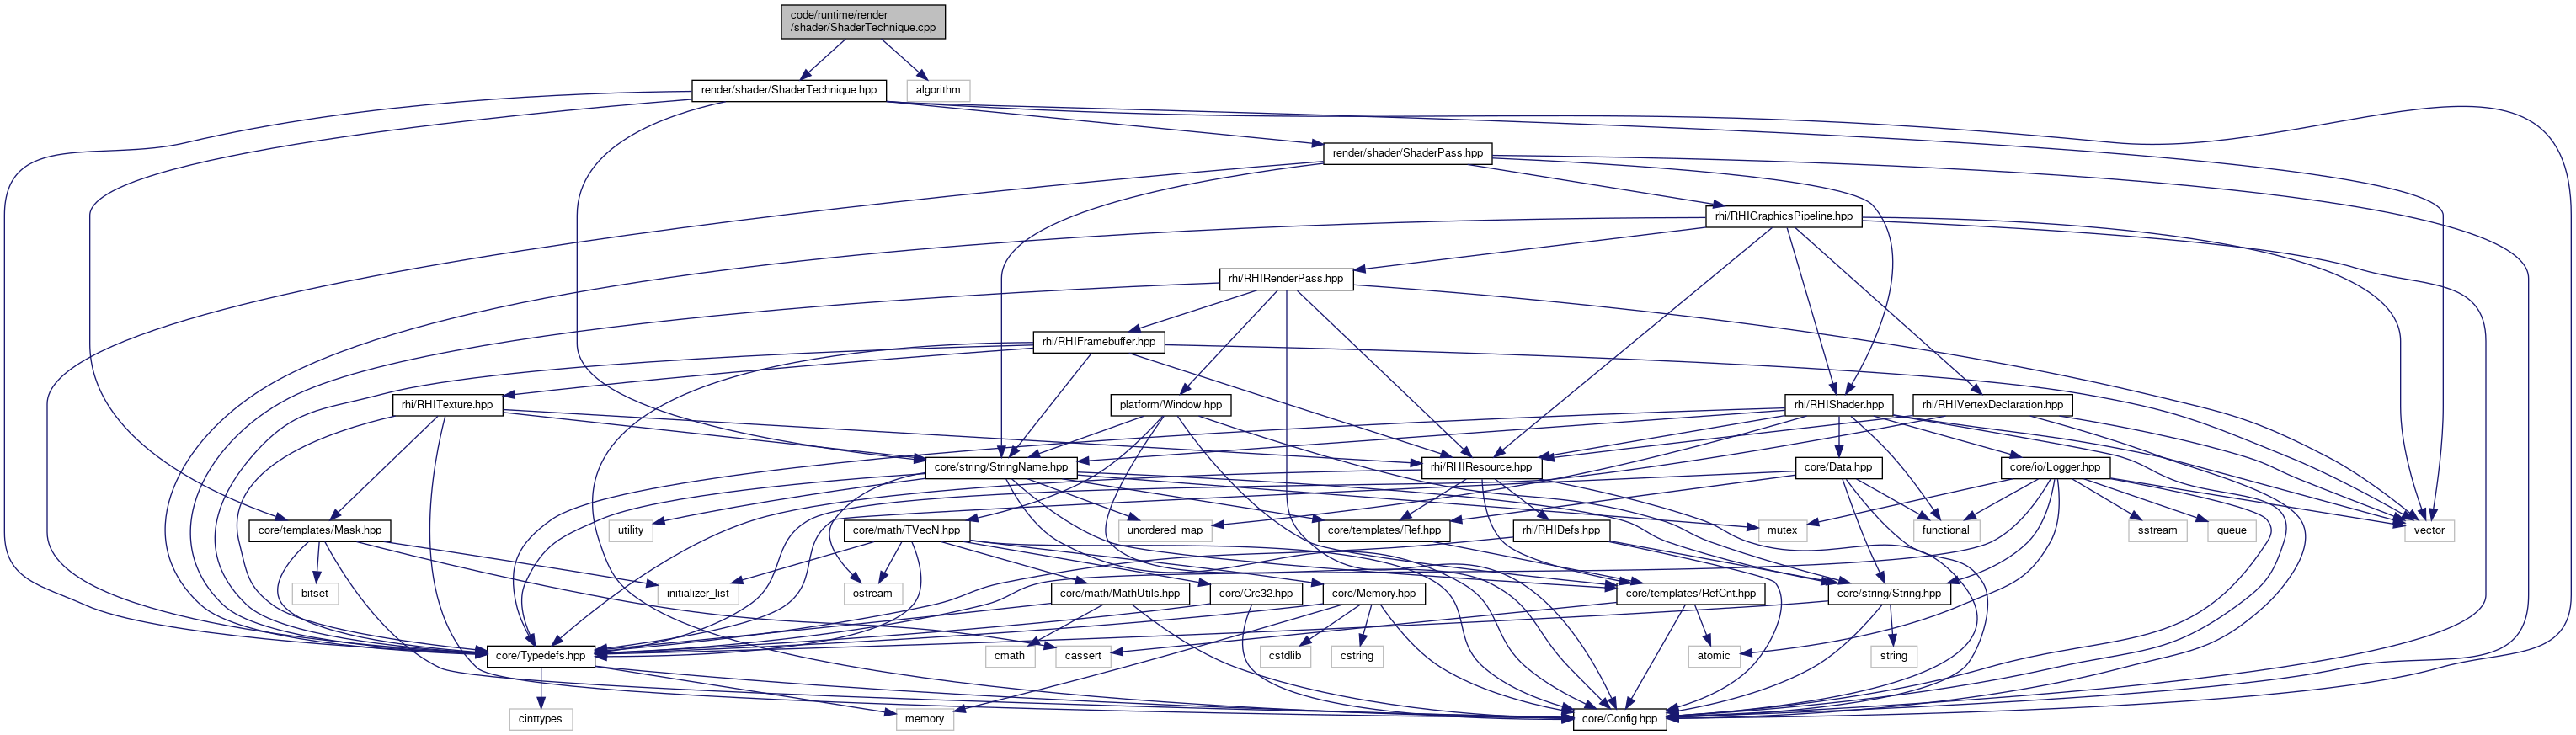 code/runtime/render
/shader/ShaderTechnique.cpp
render/shader/ShaderTechnique.hpp
algorithm
render/shader/ShaderPass.hpp
rhi/RHIGraphicsPipeline.hpp
rhi/RHIRenderPass.hpp
rhi/RHIFramebuffer.hpp
rhi/RHITexture.hpp
platform/Window.hpp
rhi/RHIShader.hpp
rhi/RHIVertexDeclaration.hpp
core/string/StringName.hpp
rhi/RHIResource.hpp
core/Data.hpp
core/io/Logger.hpp
core/templates/Mask.hpp
utility
core/math/TVecN.hpp
unordered_map
core/templates/Ref.hpp
rhi/RHIDefs.hpp
mutex
functional
sstream
queue
vector
bitset
initializer_list
ostream
core/math/MathUtils.hpp
core/Crc32.hpp
core/Memory.hpp
core/templates/RefCnt.hpp
core/string/String.hpp
core/Typedefs.hpp
cmath
cassert
cstdlib
cstring
atomic
string
cinttypes
memory
core/Config.hpp